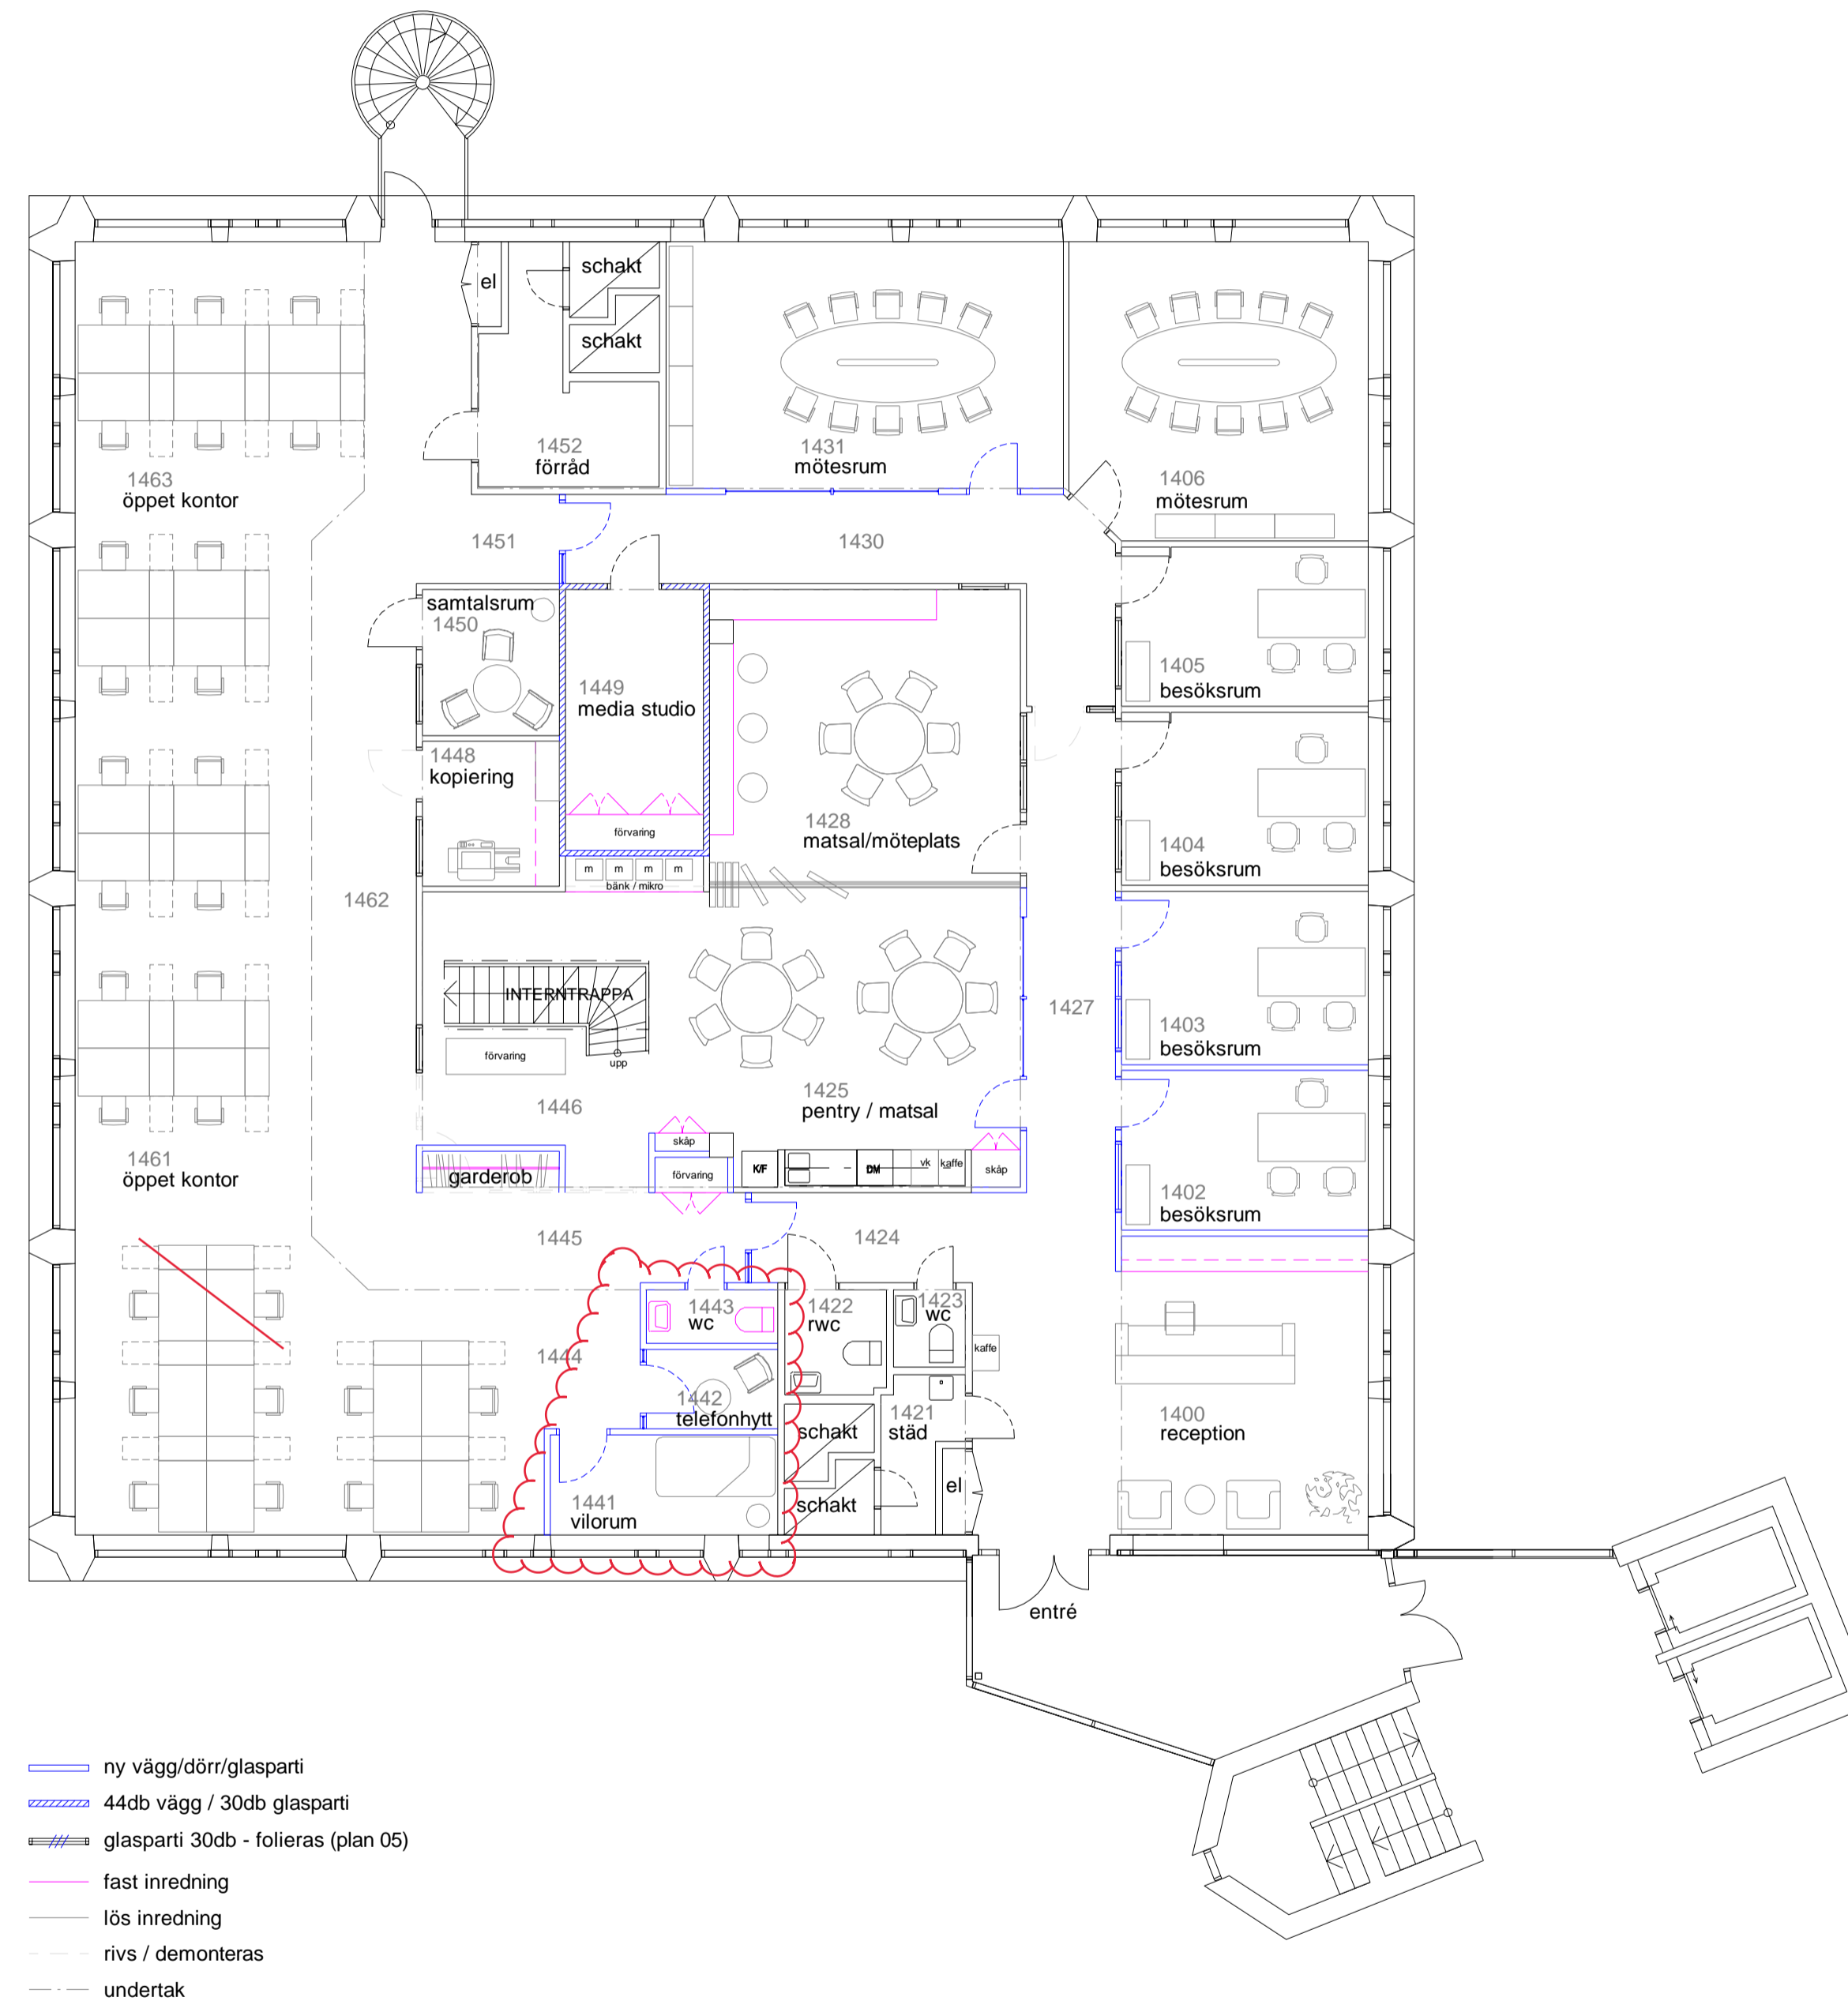 el
schakt
schakt
1452
förråd
1431
mötesrum
1406
mötesrum
1463
öppet kontor
1451
1430
samtalsrum
1450
1449
media studio
1405
besöksrum
1448
kopiering
förvaring
1428
matsal/möteplats
1404
besöksrum
m m m m
bänk / mikro
1462
INTERNTRAPPA
förvaring
upp
1427
1403
besöksrum
1446
1425
pentry / matsal
skåp
förvaring
K/F
DM
vk
kaffe
skåp
1461
öppet kontor
garderob
1402
besöksrum
1445
1424
1443
wc
1422
rwc
1423
wc
kaffe
1444
1442
telefonhytt
1421
städ
schakt
1400
reception
1441
vilorum
schakt
el
entré
ny vägg/dörr/glasparti
44db vägg / 30db glasparti
glasparti 30db - folieras (plan 05)
fast inredning
lös inredning
rivs / demonteras
undertak